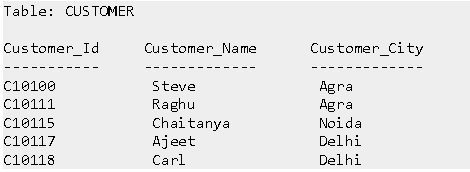 Table: CUSTOMER
Customer_Id Customer_Name Customer_City
----------- ------------- -------------
C10100 Steve Agra
C10111 Raghu Agra
C10115 Chaitanya Noida
C10117 Ajeet Delhi
C10118 Carl Delhi